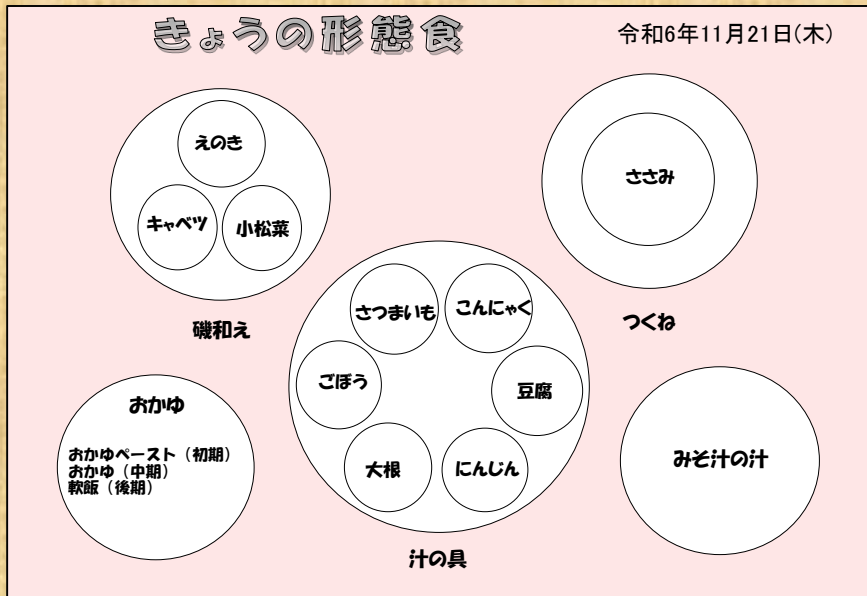 きょうの形態食
令和6年11月21日(木)
えのき
キャベツ
小松菜
磯和え
ささみ
つくね
さつまいも
こんにゃく
ごぼう
豆腐
大根
にんじん
汁の具
おかゆ
おかゆペースト（初期）
おかゆ（中期）
軟飯（後期）
みそ汁の汁